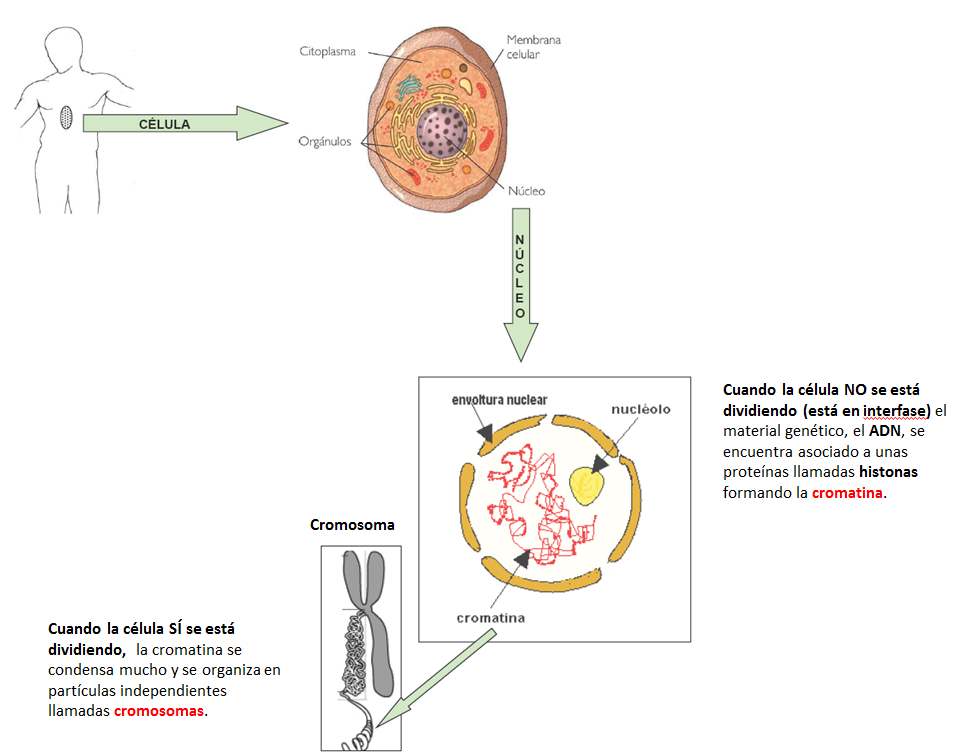 Citoplasma
Membrana
celular
CÉLULA
Orgánulos
Núcleo
NÚCLEO
envoltura nuclear
nucléolo
cromatina
Cuando la célula NO se está
dividiendo (está en interfase) el
material genético, el ADN, se
encuentra asociado a unas
proteínas llamadas histonas
formando la cromatina.
Cromosoma
Cuando la célula SÍ se está
dividiendo, la cromatina se
condensa mucho y se organiza en
partículas independientes
llamadas cromosomas.